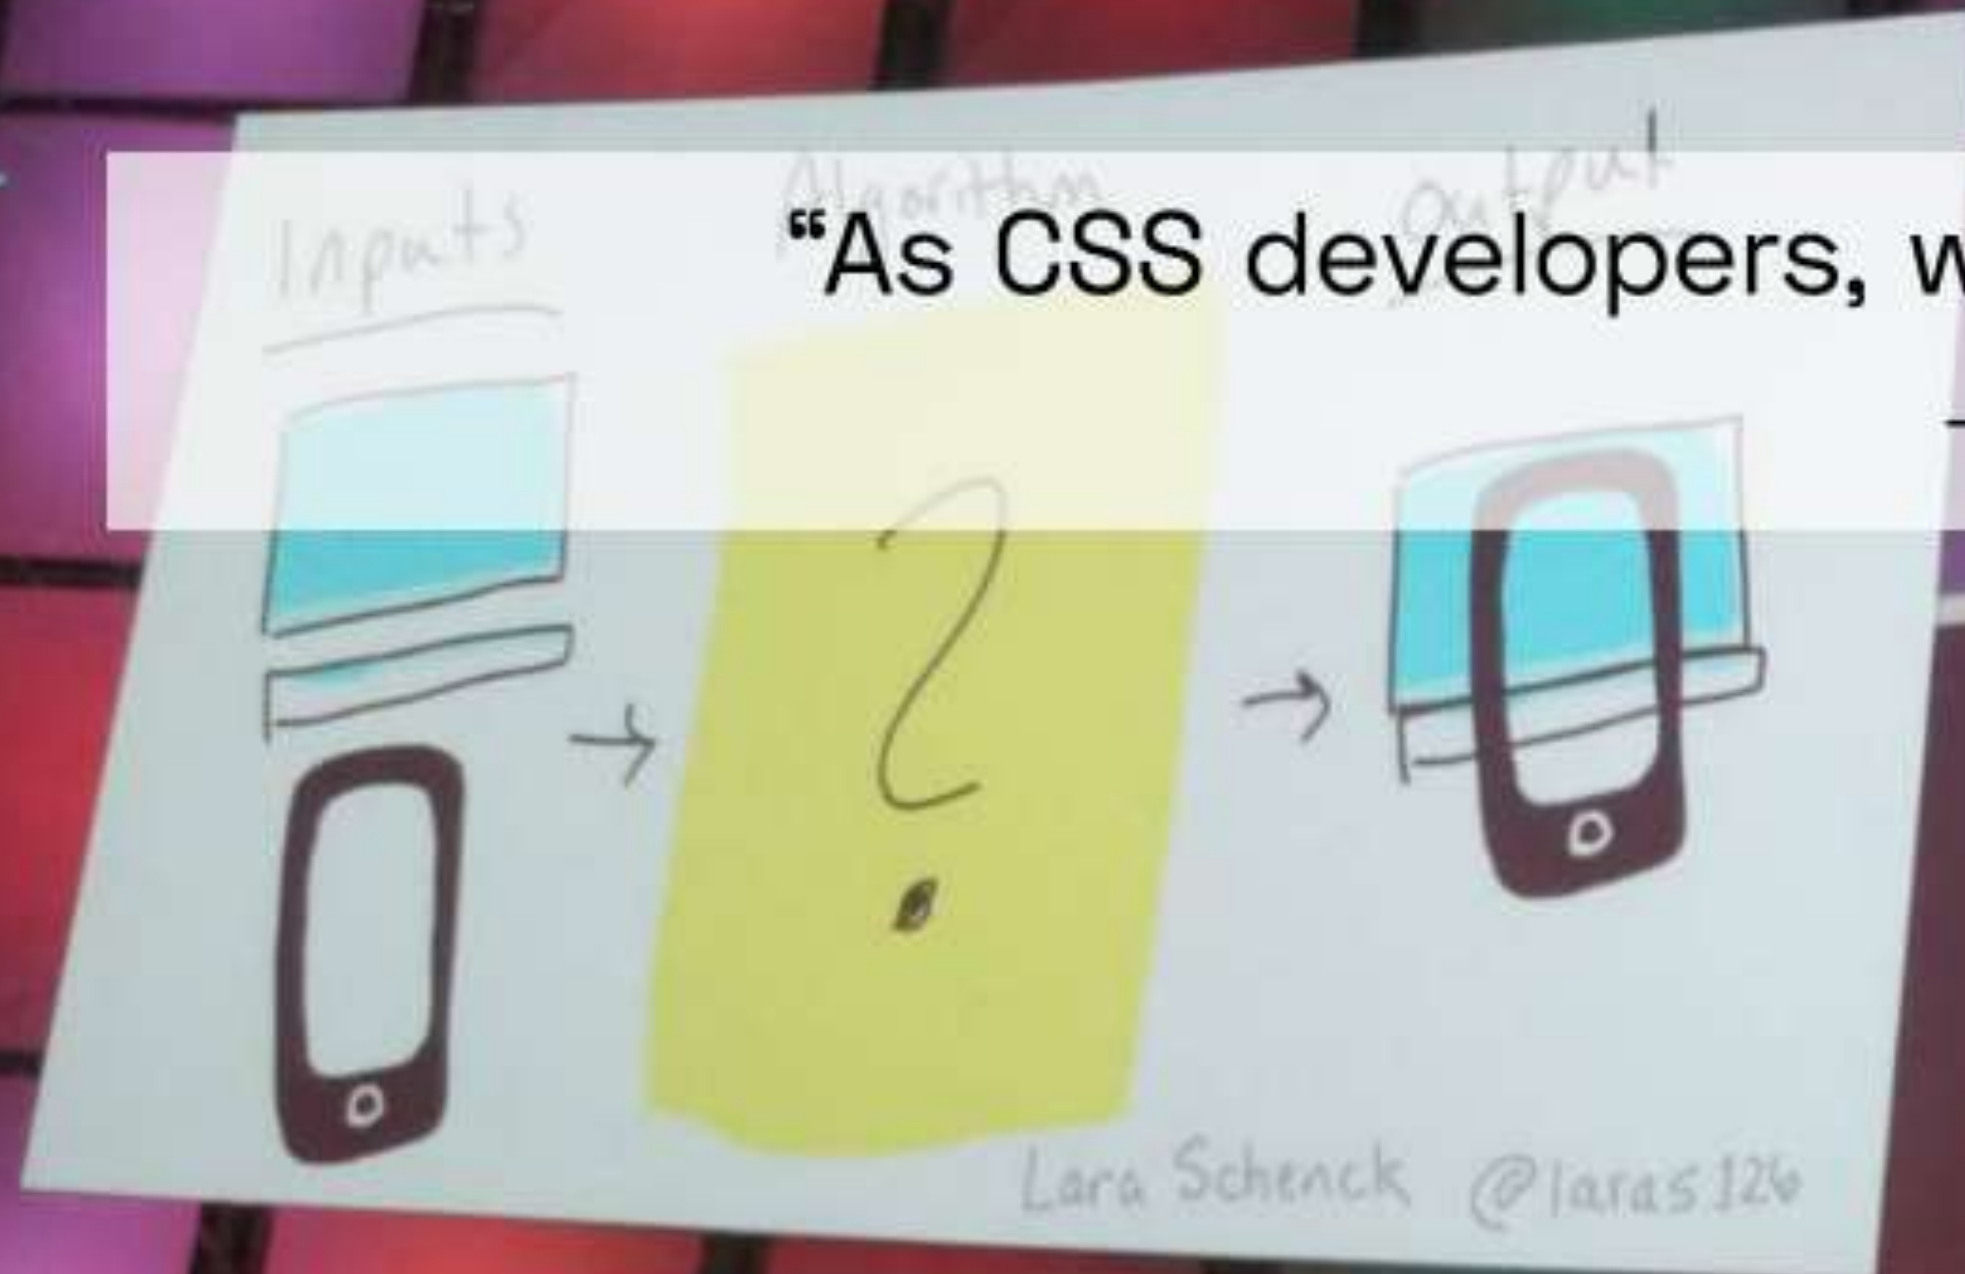 Inputs
Algorithm
Output
“As CSS developers, w
?
Lara Schenck @laras126